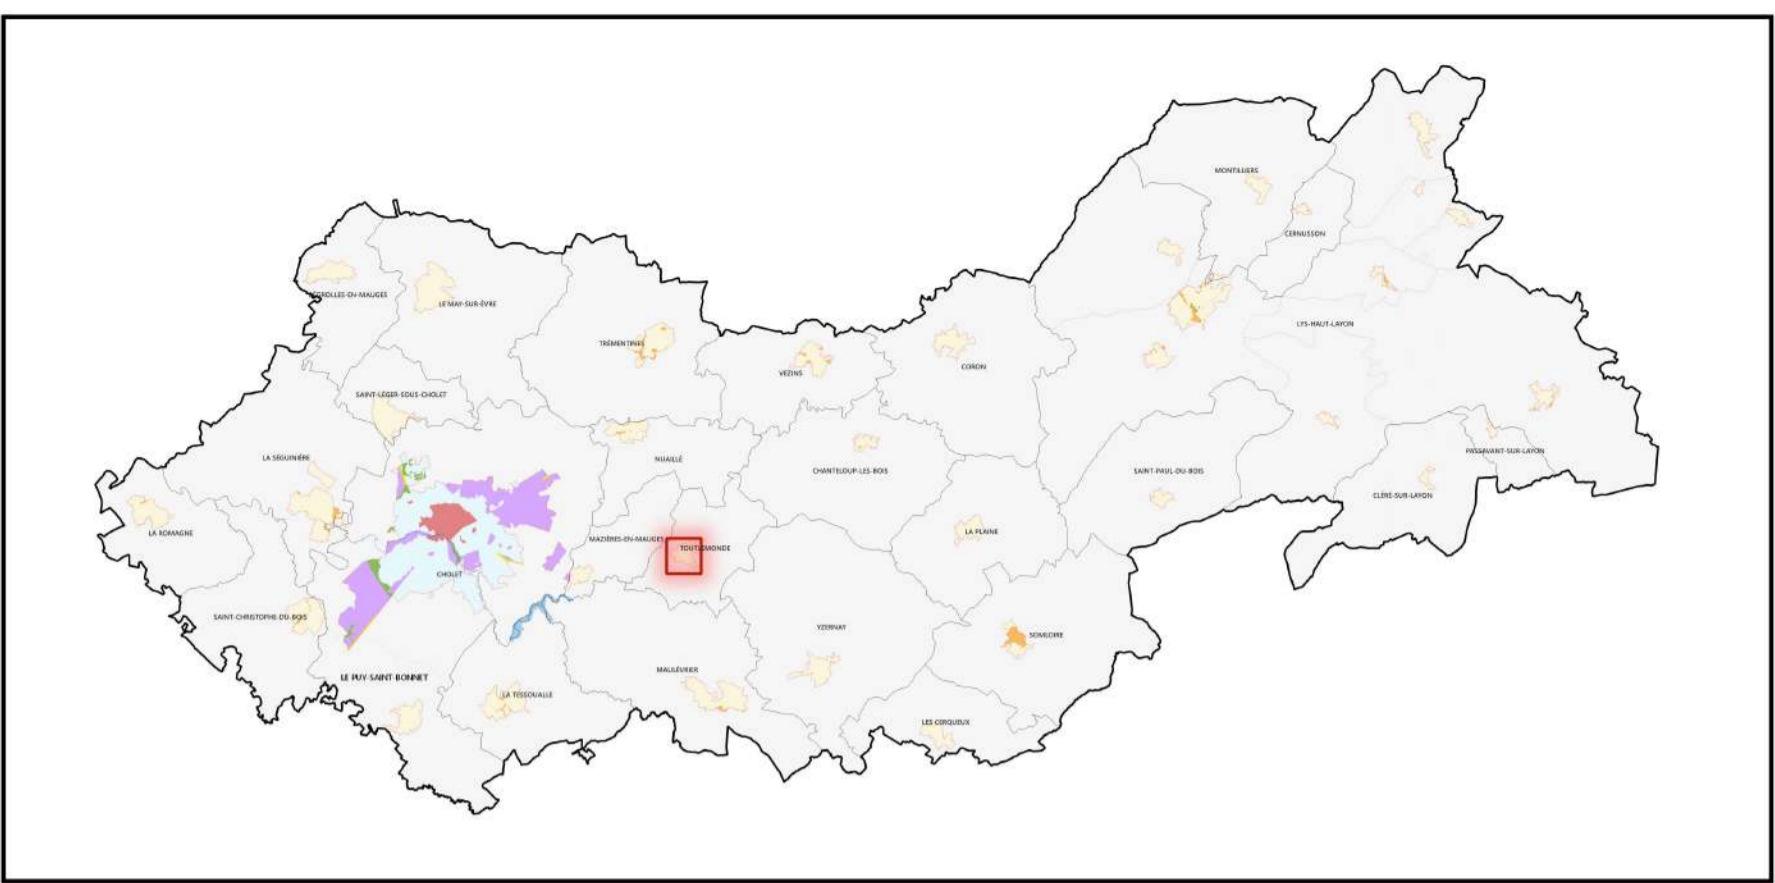 MONTILLIERS
CERNUSSON
BÉGROLLES-EN-MAUGES
LE MAY-SUR-ÈVRE
LYS-HAUT-LAYON
TRÉMENTINES
VEZINS
CORON
SAINT-LÉGER-SOUS-CHOLET
LA SÉGUINIÈRE
NUAILLÉ
CHANTELOUP-LES-BOIS
SAINT-PAUL-DU-BOIS
PASSAVANT-SUR-LAYON
CLÉRÉ-SUR-LAYON
LA ROMAGNE
MAZIÈRES-EN-MAUGES
TOUTLEMONDE
LA PLAINE
CHOLET
SAINT-CHRISTOPHE-DU-BOIS
YZERNAY
SOMLOIRE
LE PUY-SAINT-BONNET
MAULÉVRIER
LA TESSOUALLE
LES CERQUEUX